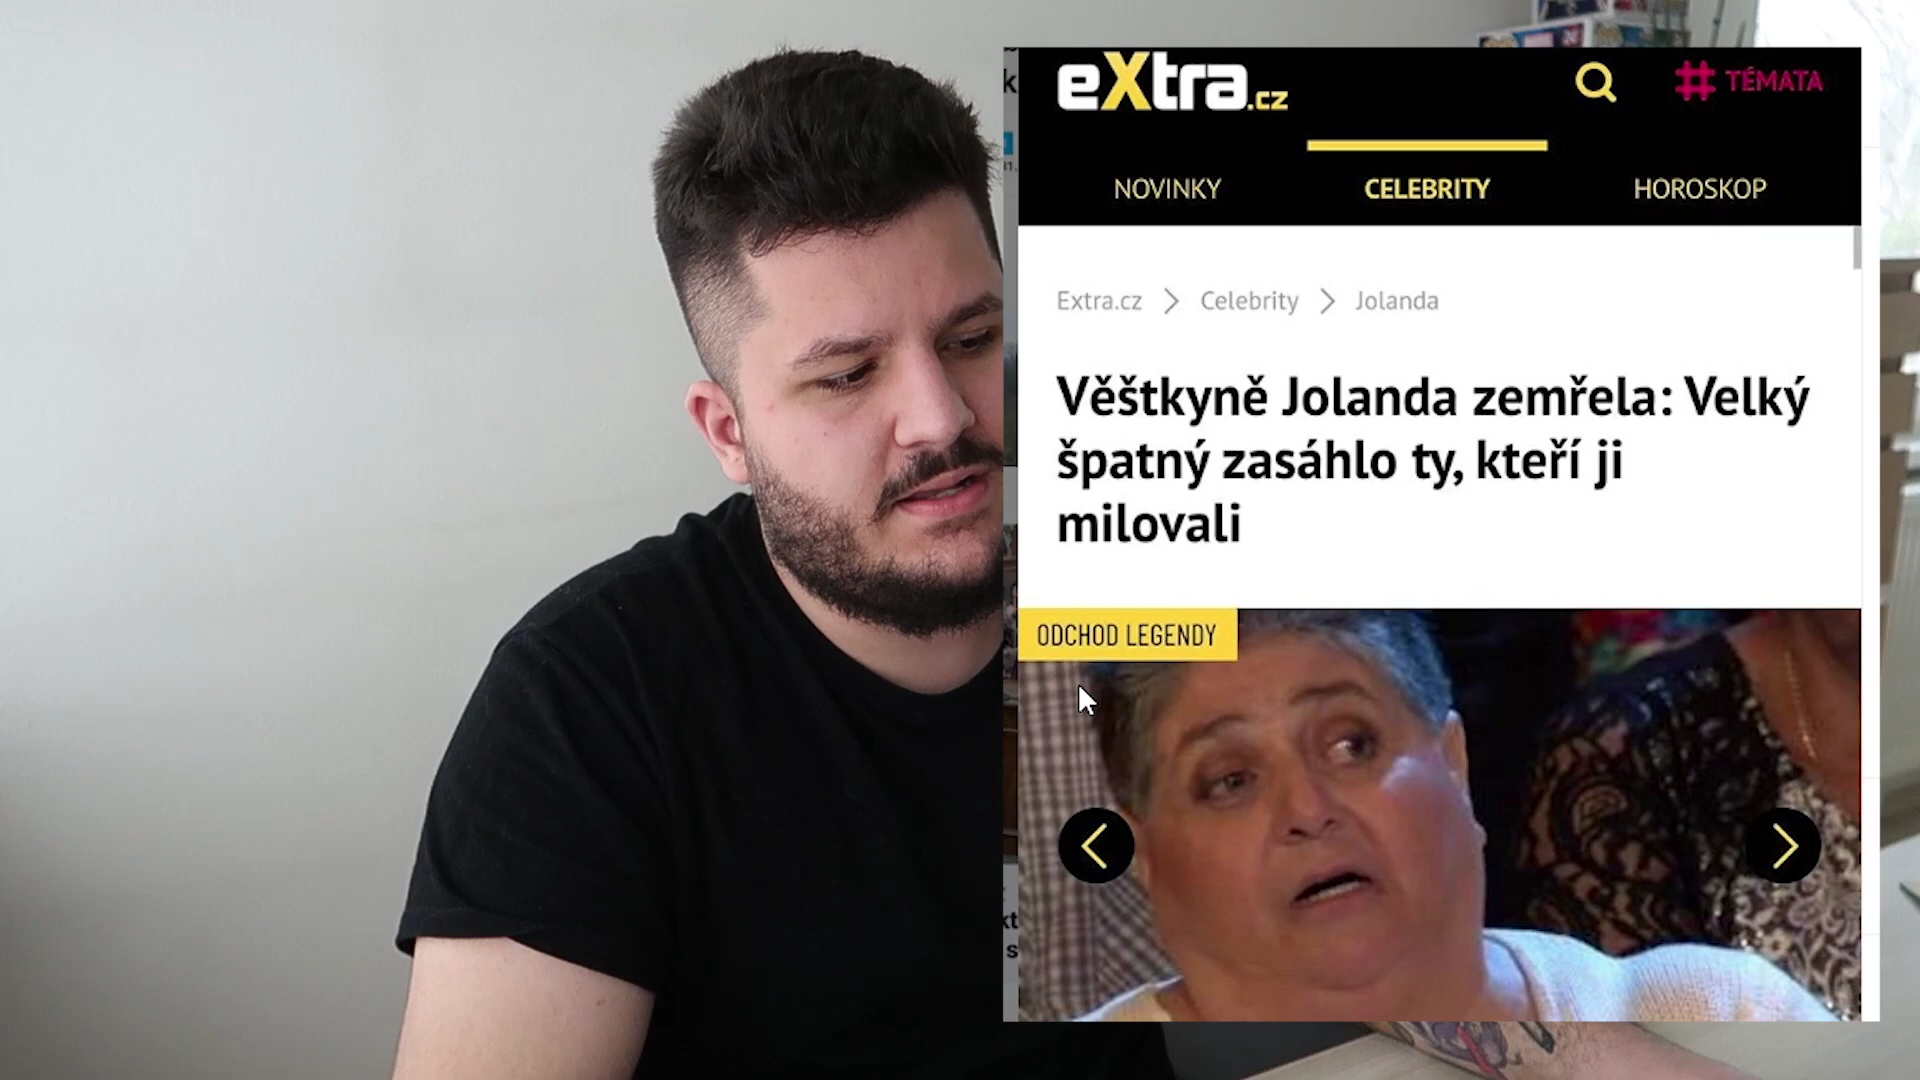 eXtra.cz
# TÉMATA
NOVINKY
CELEBRITY
HOROSKOP
Extra.cz > Celebrity > Jolanda
Věštkyně Jolanda zemřela: Velký
špatný zasáhlo ty, kteří ji
milovali
ODCHOD LEGENDY